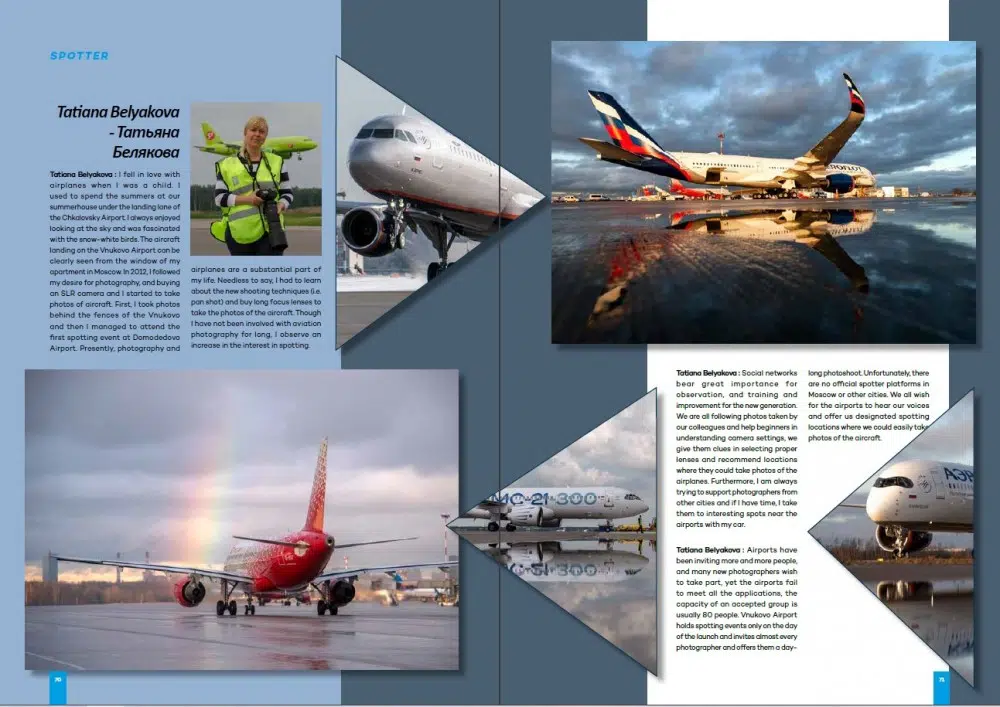 SPOTTER
Tatiana Belyakova
- Татьяна
Белякова
Tatiana Belyakova : I fell in love with
airplanes when I was a child. I
used to spend the summers at our
summerhouse under the landing lane of
the Chkalovsky Airport. I always enjoyed
looking at the sky and was fascinated
with the snow-white birds. The aircraft
landing on the Vnukovo Airport can be
clearly seen from the window of my
apartment in Moscow. In 2012, I followed
my desire for photography, and buying
an SLR camera and I started to take
photos of aircraft. First, I took photos
behind the fences of the Vnukovo
and then I managed to attend the
first spotting event at Domodedovo
Airport. Presently, photography and
airplanes are a substantial part of
my life. Needless to say, I had to learn
about the new shooting techniques (i.e.
pan shot) and buy long focus lenses to
take the photos of the aircraft. Though
I have not been involved with aviation
photography for long, I observe an
increase in the interest in spotting.
AEROFLOT
МС-21-300
Tatiana Belyakova : Social networks
bear great importance for
observation, and training and
improvement for the new generation.
We are all following photos taken by
our colleagues and help beginners in
understanding camera settings, we
give them clues in selecting proper
lenses and recommend locations
where they could take photos of the
airplanes. Furthermore, I am always
trying to support photographers from
other cities and if I have time, I take
them to interesting spots near the
airports with my car.
Tatiana Belyakova : Airports have
been inviting more and more people,
and many new photographers wish
to take part, yet the airports fail
to meet all the applications, the
capacity of an accepted group is
usually 80 people. Vnukovo Airport
holds spotting events only on the day
of the launch and invites almost every
photographer and offers them a day-
long photoshoot. Unfortunately, there
are no official spotter platforms in
Moscow or other cities. We all wish
for the airports to hear our voices
and offer us designated spotting
locations where we could easily take
photos of the aircraft.
АЭР
70
71